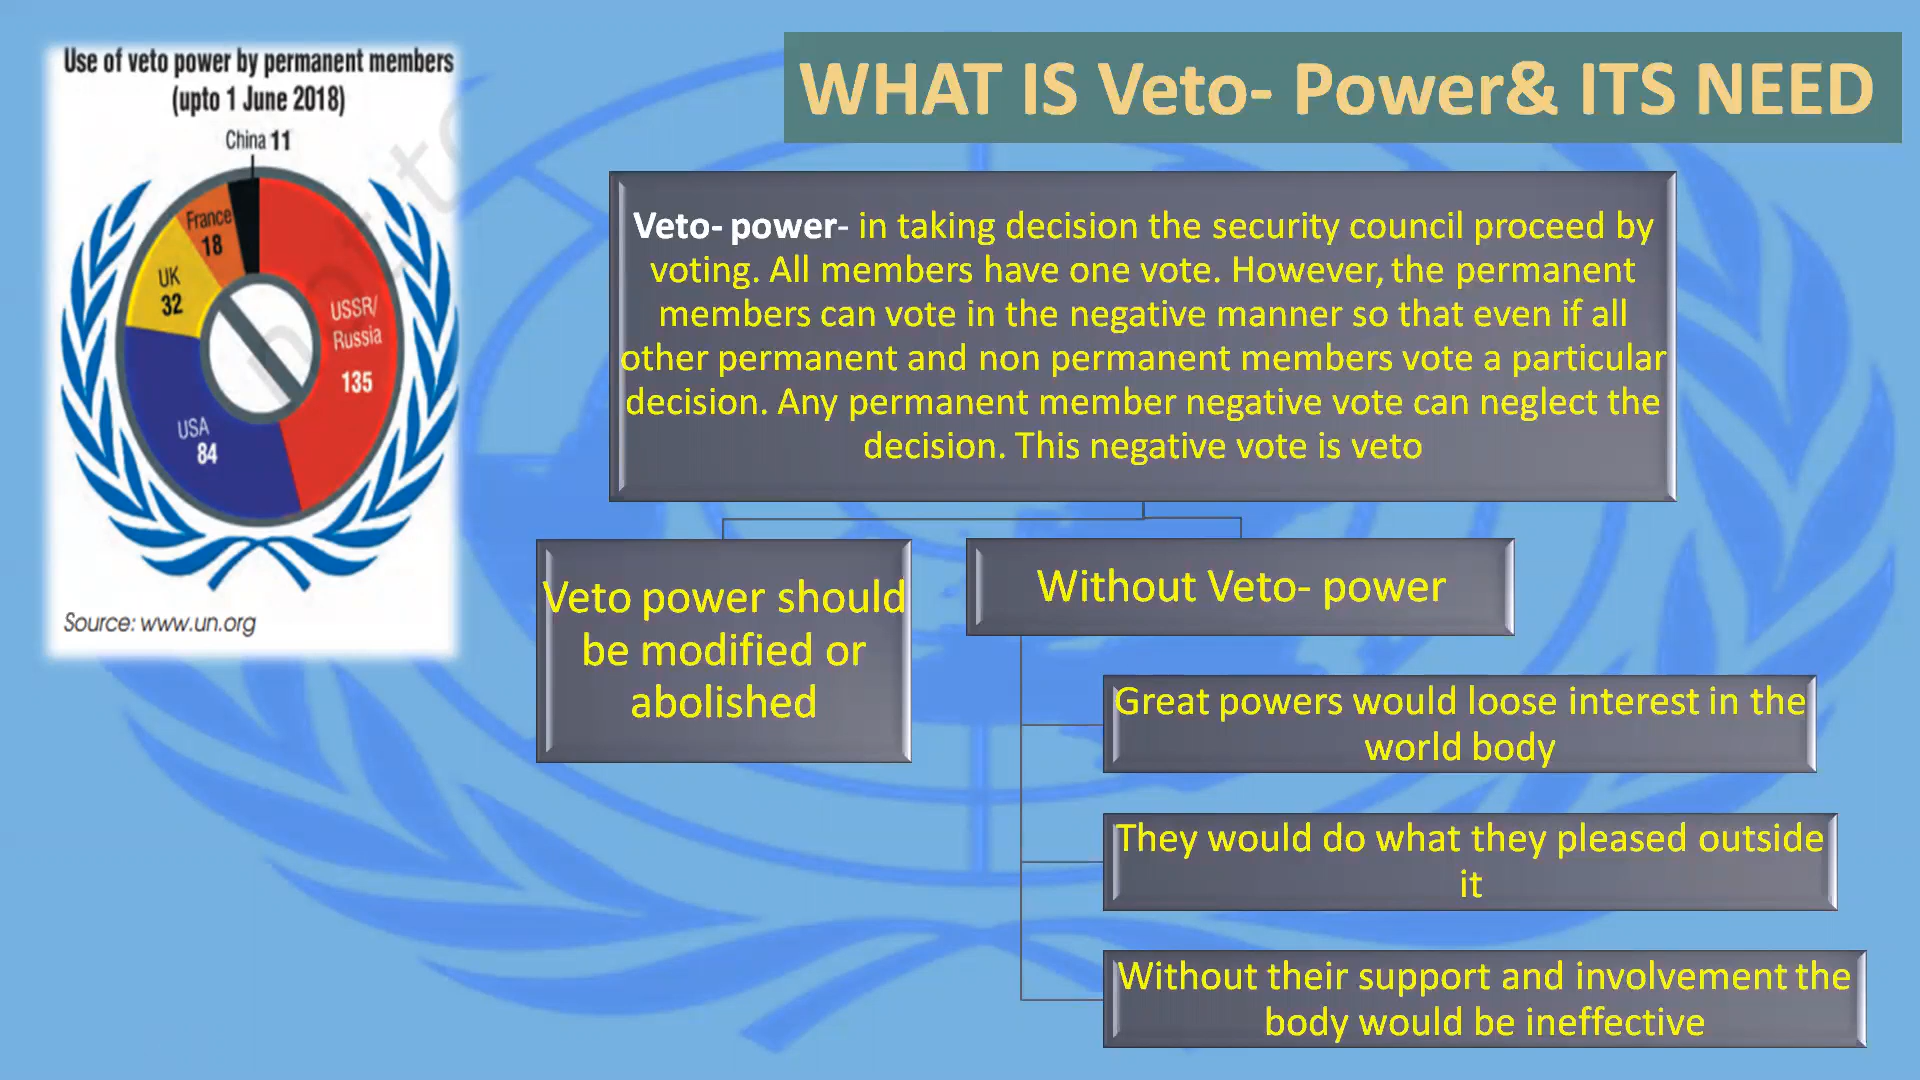 Use of veto power by permanent members
(upto 1 June 2018)
China 11
France
18
UK
32
USSR/
Russia
135
USA
84
Source: www.un.org
WHAT IS Veto- Power& ITS NEED
Veto- power- in taking decision the security council proceed by
voting. All members have one vote. However, the permanent
members can vote in the negative manner so that even if all
other permanent and non permanent members vote a particular
decision. Any permanent member negative vote can neglect the
decision. This negative vote is veto
Veto power should
be modified or
abolished
Without Veto- power
Great powers would loose interest in the
world body
They would do what they pleased outside
it
Without their support and involvement the
body would be ineffective